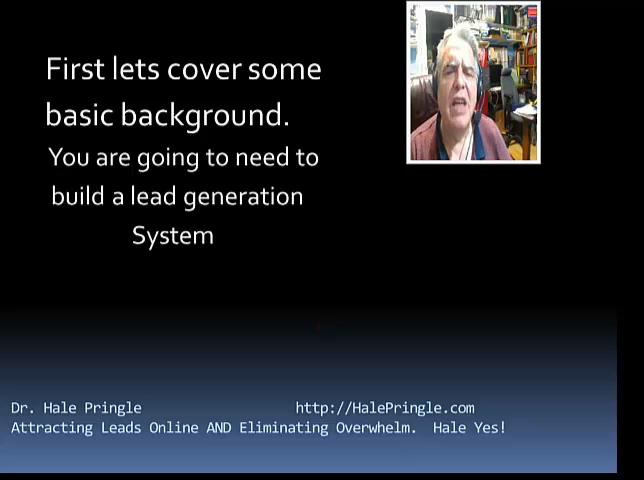 First lets cover some
basic background.
You are going to need to
build a lead generation
System
Dr. Hale Pringle http://HalePringle.com
Attracting Leads Online AND Eliminating Overwhelm. Hale Yes!